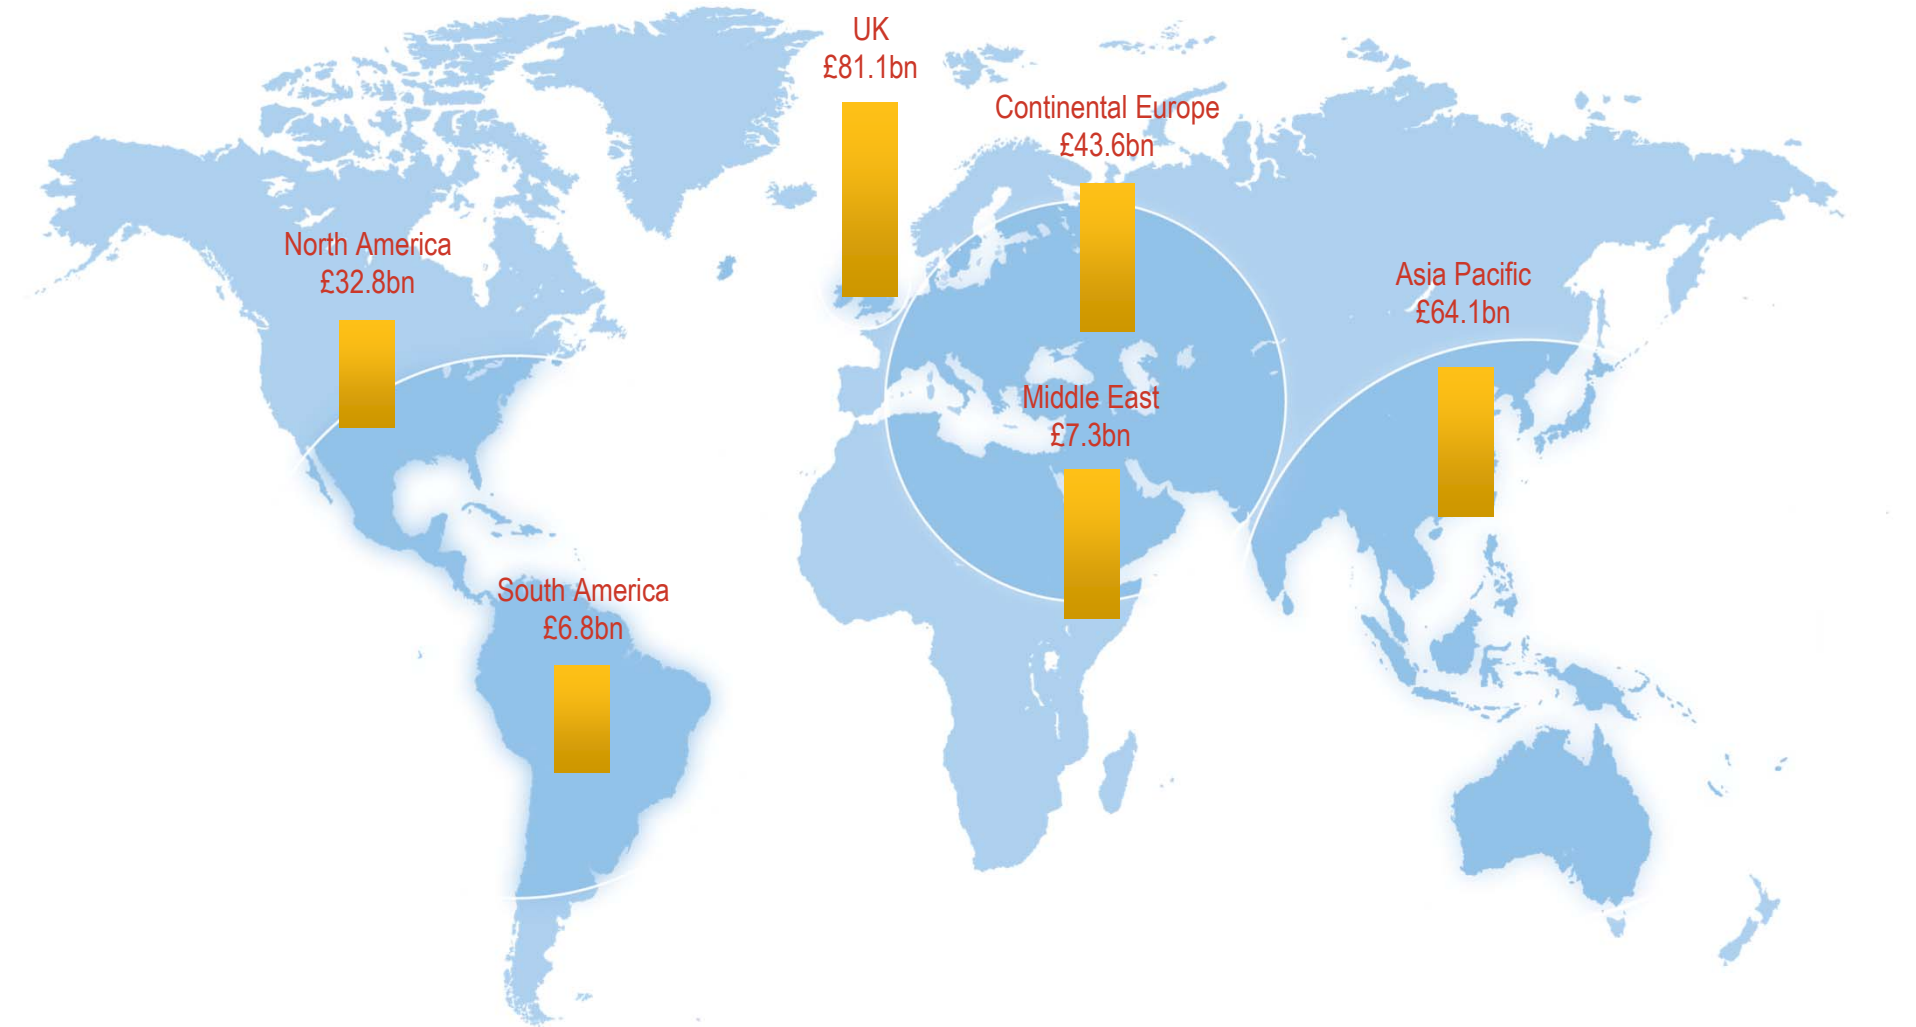 UK
£81.1bn
Continental Europe
£43.6bn
North America
£32.8bn
Asia Pacific
£64.1bn
Middle East
£7.3bn
South America
£6.8bn